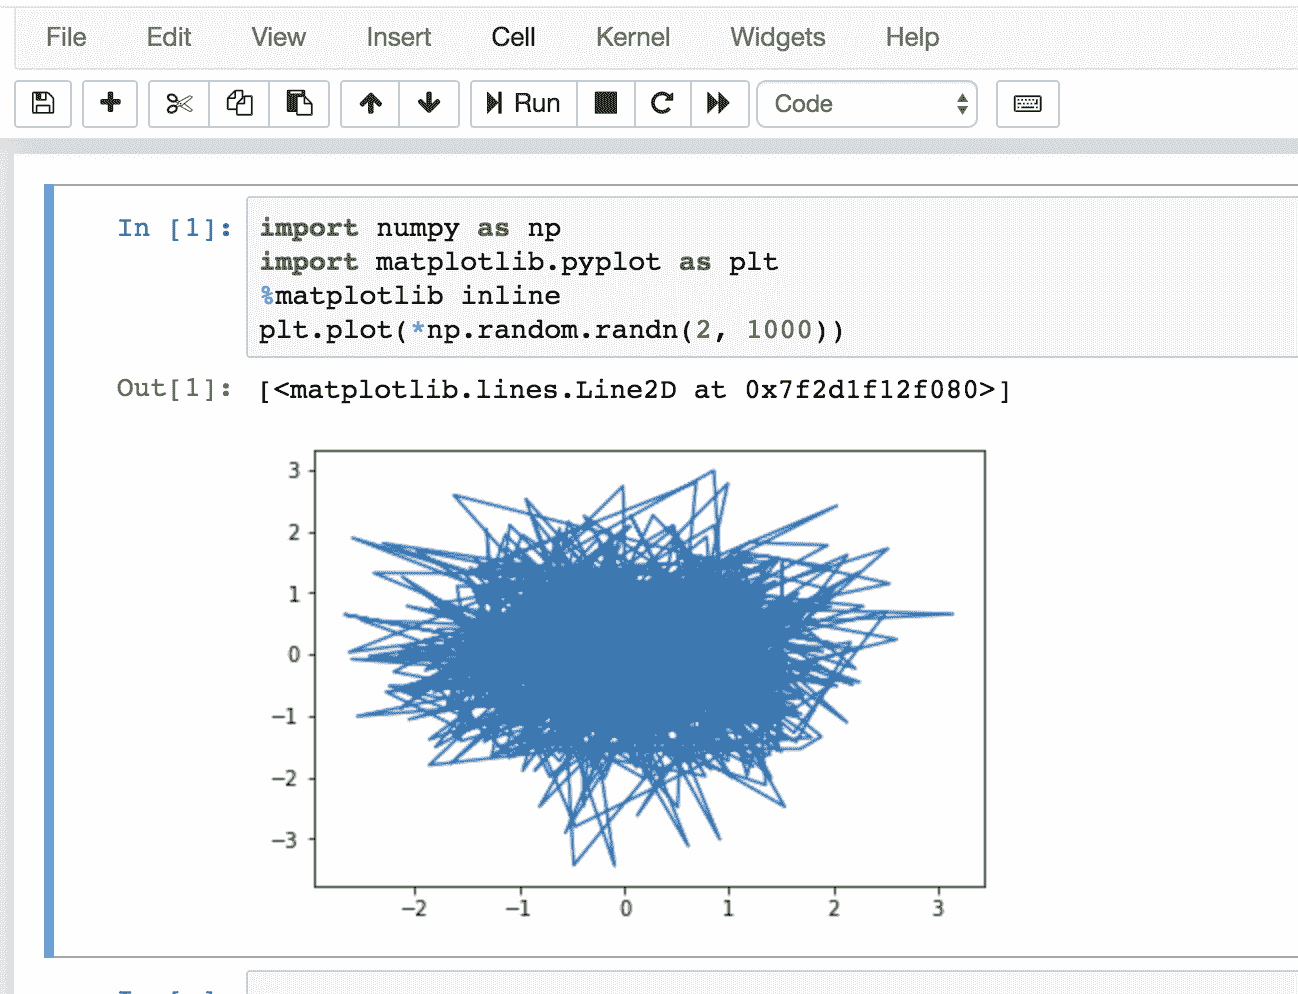 File Edit View Insert Cell Kernel Widgets Help
Run Code
In [1]:
import numpy as np
import matplotlib.pyplot as plt
%matplotlib inline
plt.plot(*np.random.randn(2, 1000))
Out[1]: [<matplotlib.lines.Line2D at 0x7f2d1f12f080>]
3
2
1
0
−1
−2
−3
−2 −1 0 1 2 3